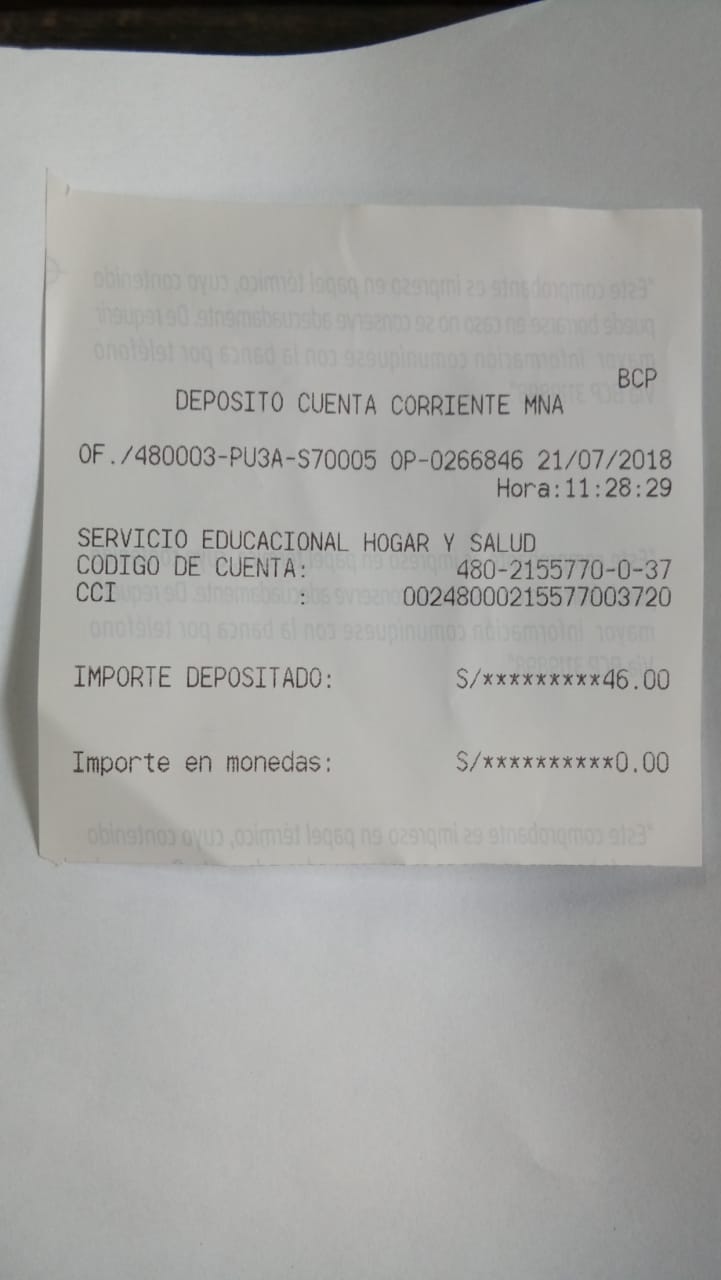 BCP
DEPOSITO CUENTA CORRIENTE MNA
OF./480003-PU3A-S70005 OP-0266846 21/07/2018
Hora:11:28:29
SERVICIO EDUCACIONAL HOGAR Y SALUD
CODIGO DE CUENTA: 480-2155770-0-37
CCI : 00248000215577003720
IMPORTE DEPOSITADO: S/*********46.00
Importe en monedas: S/**********0.00